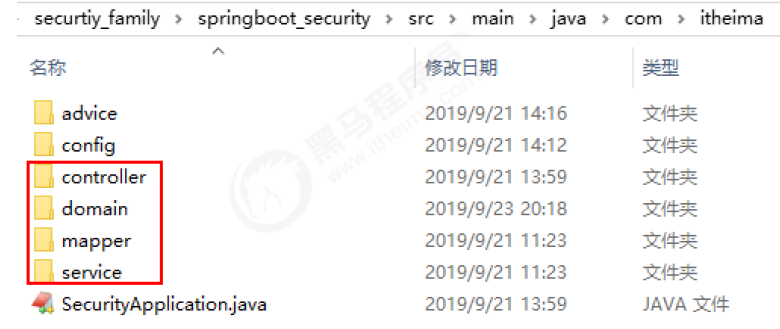 securtiy_family › springboot_security › src › main › java › com › itheima
名称 修改日期 类型
advice 2019/9/21 14:16 文件夹
config 2019/9/21 14:12 文件夹
controller 2019/9/21 13:59 文件夹
domain 2019/9/23 20:18 文件夹
mapper 2019/9/21 11:23 文件夹
service 2019/9/21 11:23 文件夹
SecurityApplication.java 2019/9/21 13:59 JAVA 文件
黑马程序员